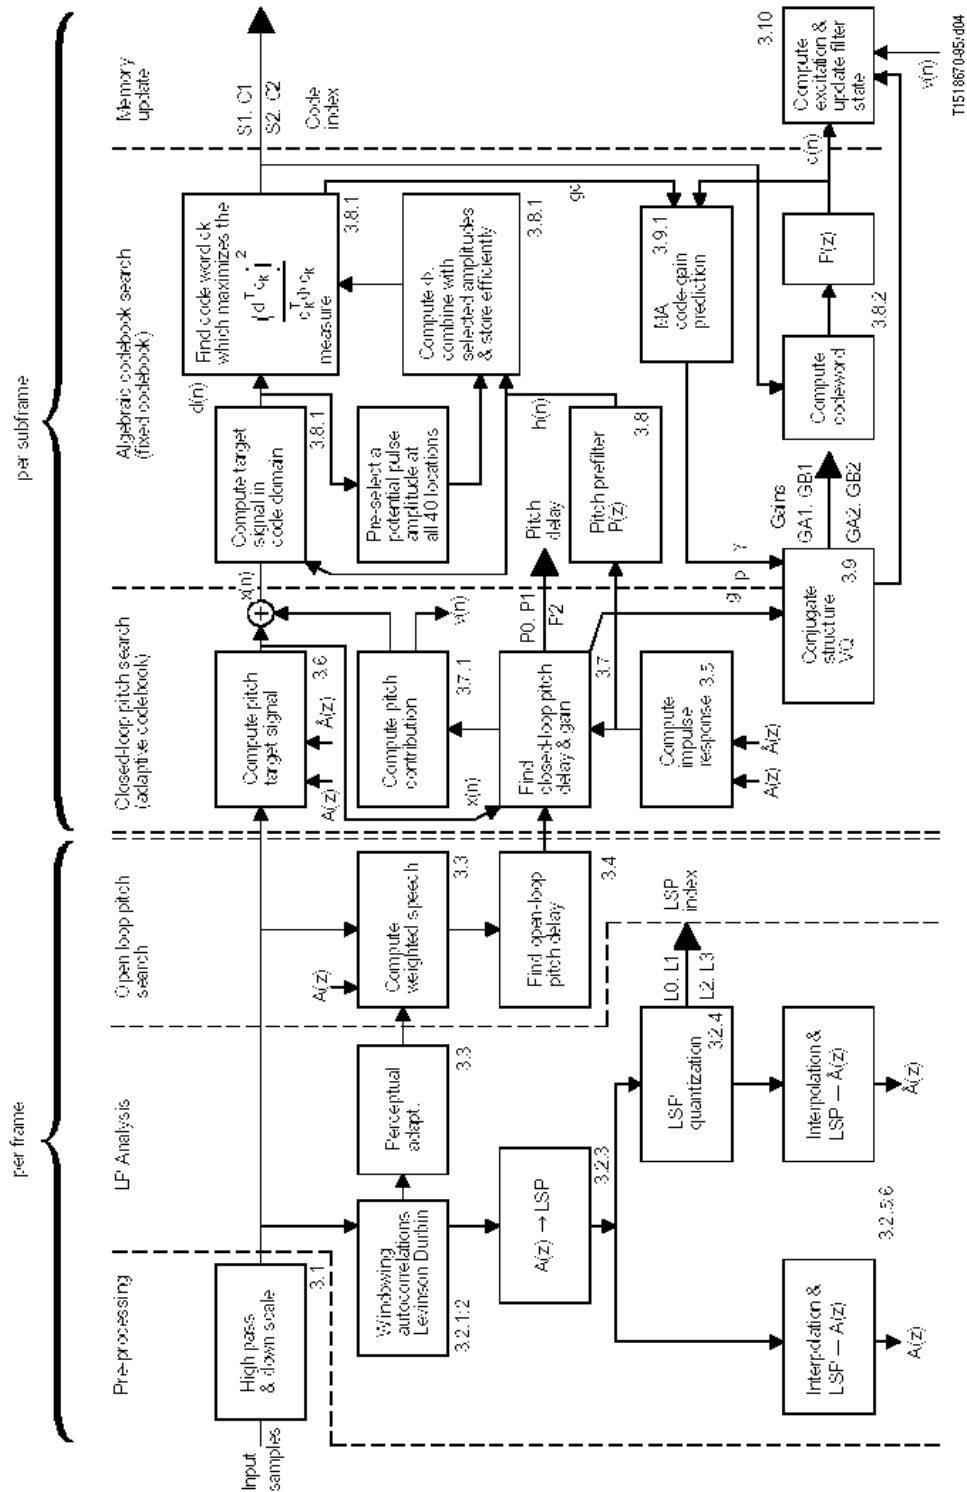 per frame
per subframe
Pre-processing
LP Analysis
Open loop pitch
search
Closed-loop pitch search
(adaptive codebook)
Algebraic codebook search
(fixed codebook)
Memory
update
Input
samples
High pass
& down scale
3.1
Windowing
autocorrelations
Levinson Durbin
3.2.1:2
Perceptual
adapt.
3.3
A(z) → LSP
3.2.3
LSP
quantization
3.2.4
L0. L1
L2. L3
LSP
index
Interpolation &
LSP — A(z)
A(z)
Interpolation &
LSP — Â(z)
Â(z)
3.2.5:6
A(z)
Compute
weighted speech
3.3
Find open-loop
pitch delay
3.4
Compute pitch
target signal
3.6
A(z)
Â(z)
x(n)
Compute pitch
contribution
3.7.1
v(n)
x(n)
Find
closed-loop pitch
delay & gain
3.7
P0. P1
P2
Pitch
delay
Compute
impulse
response
3.5
A(z)
Â(z)
Compute target
signal in
code domain
3.8.1
d(n)
Pre-select a
potential pulse
amplitude at
all 40 locations
Find code word ck
which maximizes the
(dᵀ cₖ)²
cₖᵀ Φ cₖ
measure
3.8.1
Compute Φ,
combine with
selected amplitudes
& store efficiently
3.8.1
h(n)
Pitch prefilter
P(z)
3.8
S1. C1
S2. C2
Code
index
gc
MA
code-gain
prediction
3.9.1
g p
γ
Conjugate
structure
VQ
3.9
Gains
GA1. GB1
GA2. GB2
Compute
codeword
3.8.2
P(z)
c(n)
Compute
excitation &
update filter
state
3.10
v(n)
T1518670-95/d04